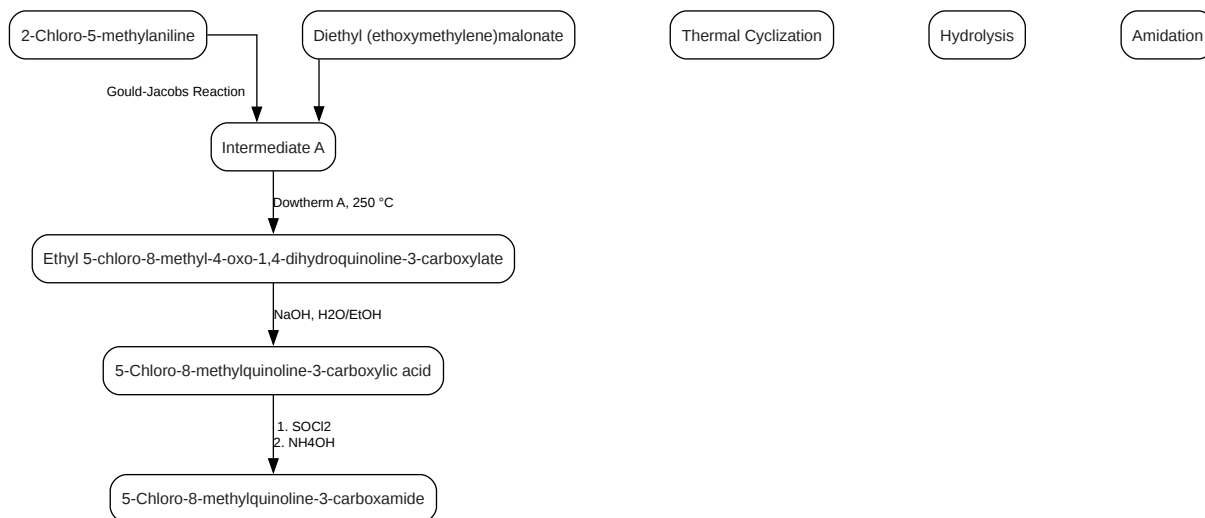 2-Chloro-5-methylaniline
Diethyl (ethoxymethylene)malonate
Thermal Cyclization
Hydrolysis
Amidation
Gould-Jacobs Reaction
Intermediate A
Dowtherm A, 250 °C
Ethyl 5-chloro-8-methyl-4-oxo-1,4-dihydroquinoline-3-carboxylate
NaOH, H2O/EtOH
5-Chloro-8-methylquinoline-3-carboxylic acid
1. SOCl2
2. NH4OH
5-Chloro-8-methylquinoline-3-carboxamide